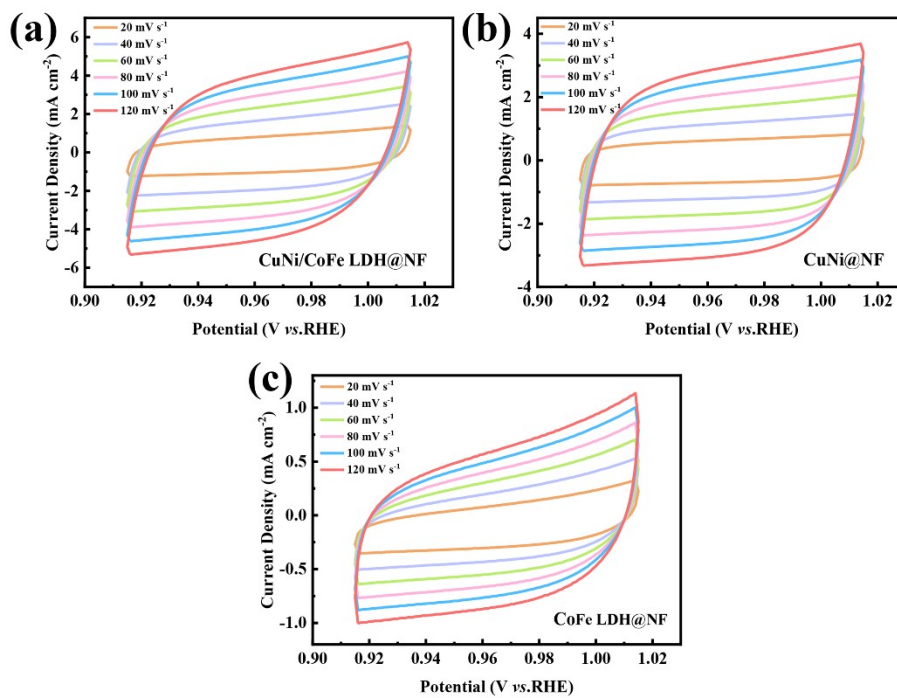 (a)
20 mV s⁻¹
40 mV s⁻¹
60 mV s⁻¹
80 mV s⁻¹
100 mV s⁻¹
120 mV s⁻¹
6
4
2
0
-2
-4
-6
Current Density (mA cm⁻²)
CuNi/CoFe LDH@NF
0.90 0.92 0.94 0.96 0.98 1.00 1.02
Potential (V vs.RHE)
(b)
20 mV s⁻¹
40 mV s⁻¹
60 mV s⁻¹
80 mV s⁻¹
100 mV s⁻¹
120 mV s⁻¹
4
2
0
-2
-4
Current Density (mA cm⁻²)
CuNi@NF
0.90 0.92 0.94 0.96 0.98 1.00 1.02
Potential (V vs.RHE)
(c)
20 mV s⁻¹
40 mV s⁻¹
60 mV s⁻¹
80 mV s⁻¹
100 mV s⁻¹
120 mV s⁻¹
1.0
0.5
0.0
-0.5
-1.0
Current Density (mA cm⁻²)
CoFe LDH@NF
0.90 0.92 0.94 0.96 0.98 1.00 1.02
Potential (V vs.RHE)